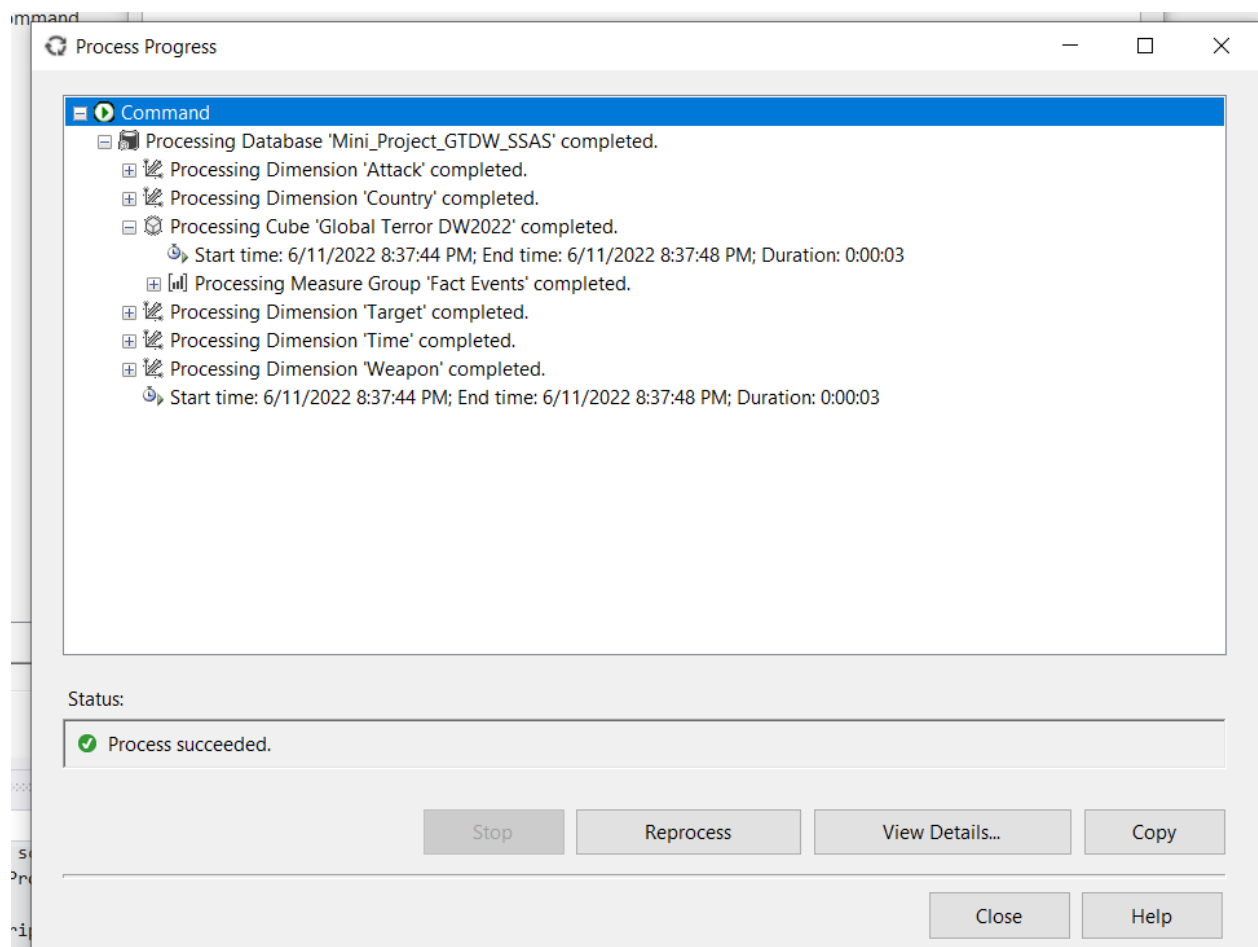 ommand
Process Progress
Command
Processing Database 'Mini_Project_GTDW_SSAS' completed.
Processing Dimension 'Attack' completed.
Processing Dimension 'Country' completed.
Processing Cube 'Global Terror DW2022' completed.
Start time: 6/11/2022 8:37:44 PM; End time: 6/11/2022 8:37:48 PM; Duration: 0:00:03
Processing Measure Group 'Fact Events' completed.
Processing Dimension 'Target' completed.
Processing Dimension 'Time' completed.
Processing Dimension 'Weapon' completed.
Start time: 6/11/2022 8:37:44 PM; End time: 6/11/2022 8:37:48 PM; Duration: 0:00:03
Status:
Process succeeded.
Stop Reprocess View Details... Copy
Close Help